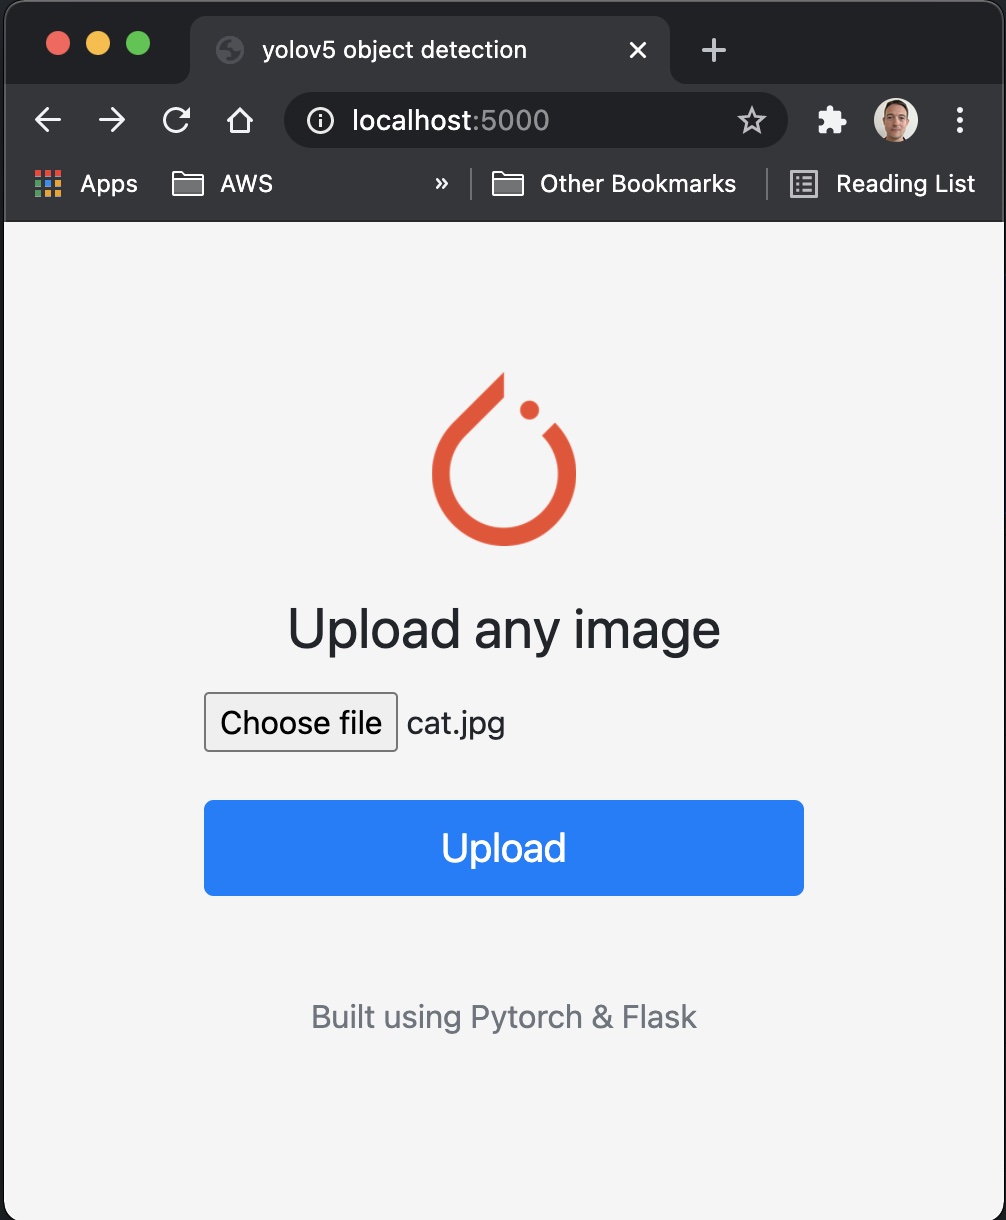 yolov5 object detection
localhost:5000
Apps AWS » Other Bookmarks Reading List
Upload any image
Choose file cat.jpg
Upload
Built using Pytorch & Flask